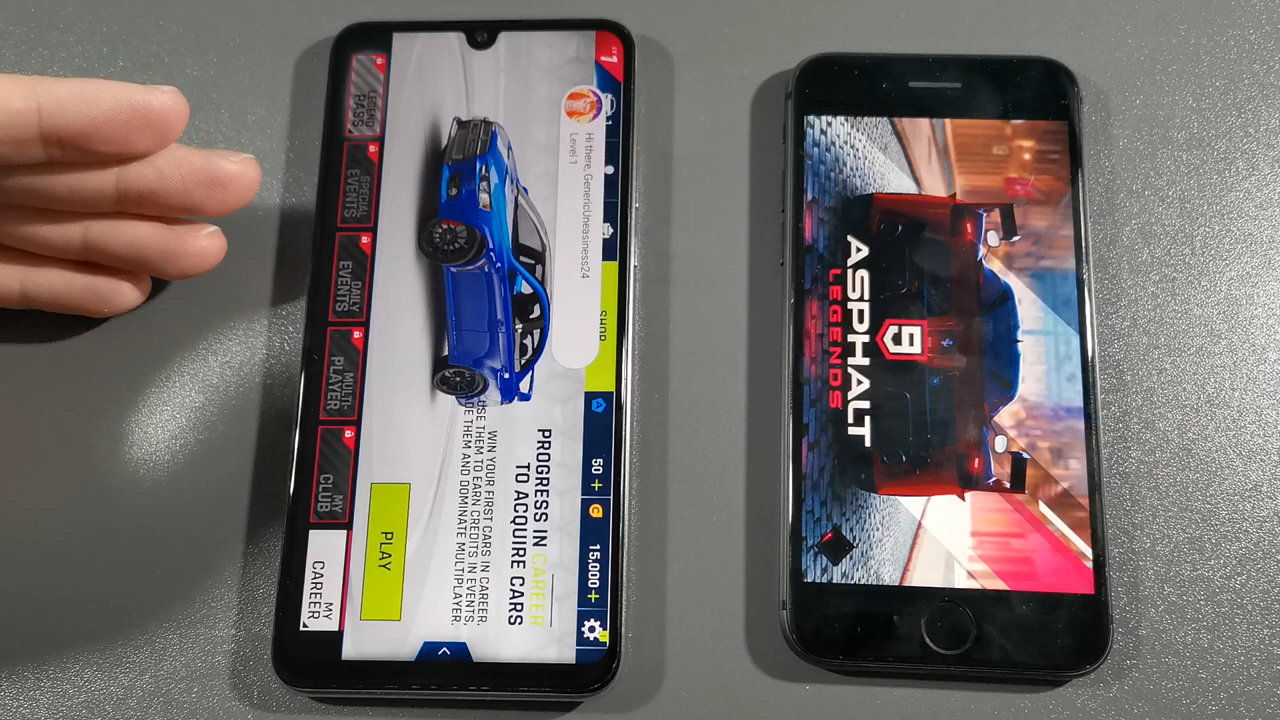 LEGEND
PASS
SPECIAL
EVENTS
DAILY
EVENTS
MULTI-
PLAYER
MY
CLUB
MY
CAREER
1
Hi there, GenericUneasiness24
Level 1
SHOP
50 +
15,000 +
PROGRESS IN CAREER
TO ACQUIRE CARS
WIN YOUR FIRST CARS IN CAREER.
USE THEM TO EARN CREDITS IN EVENTS,
DE THEM AND DOMINATE MULTIPLAYER.
PLAY
ASPHALT 9
LEGENDS